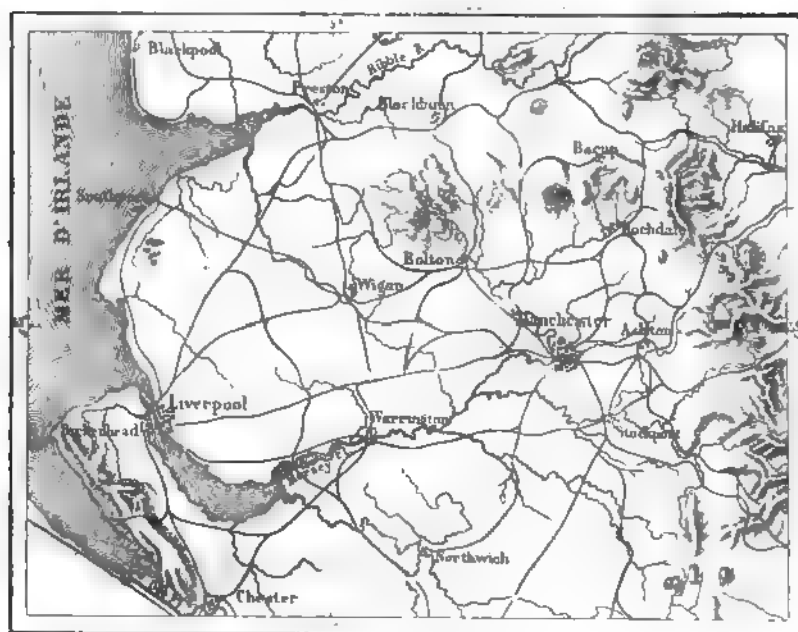 Blackpool
Ribble R.
Preston
Blackburn
Halifax
Bacup
MER D'IRLANDE
Southport
Rochdale
Bolton
Wigan
Manchester
Ashton
Liverpool
Birkenhead
Warrington
Stockport
Mersey
Northwich
Chester